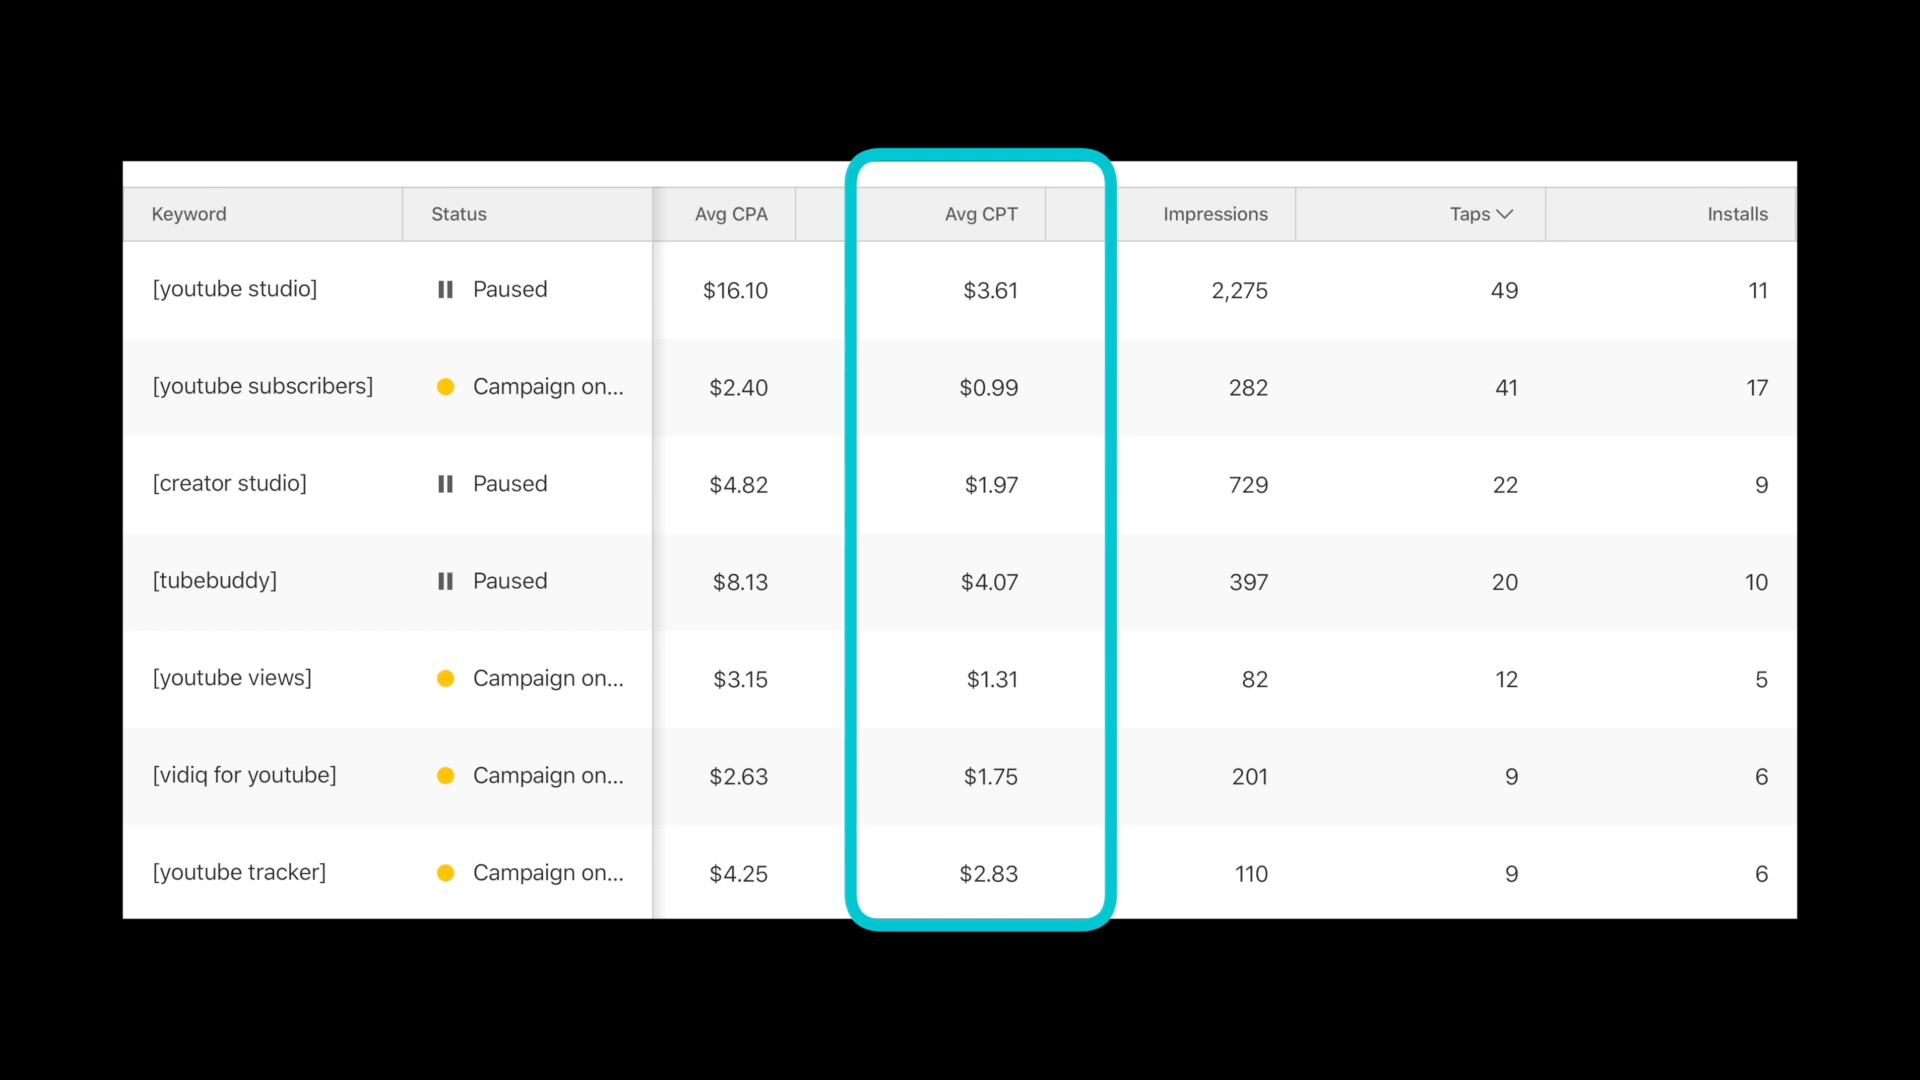 Keyword Status Avg CPA Avg CPT Impressions Taps Installs
[youtube studio] Paused $16.10 $3.61 2,275 49 11
[youtube subscribers] Campaign on... $2.40 $0.99 282 41 17
[creator studio] Paused $4.82 $1.97 729 22 9
[tubebuddy] Paused $8.13 $4.07 397 20 10
[youtube views] Campaign on... $3.15 $1.31 82 12 5
[vidiq for youtube] Campaign on... $2.63 $1.75 201 9 6
[youtube tracker] Campaign on... $4.25 $2.83 110 9 6